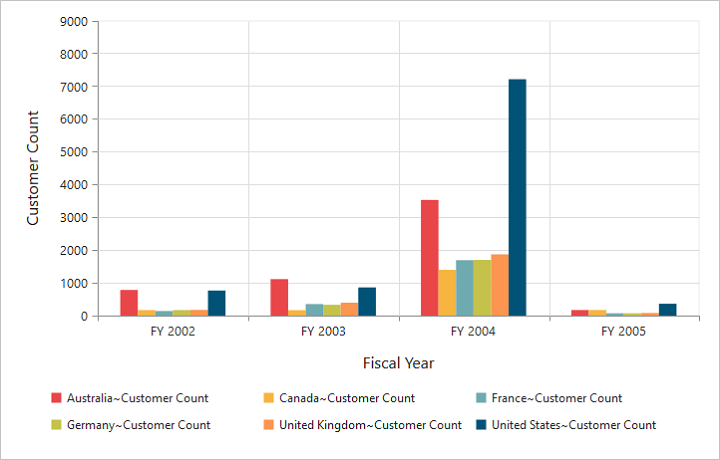 9000
8000
7000
6000
5000
4000
3000
2000
1000
0
Customer Count
FY 2002 FY 2003 FY 2004 FY 2005
Fiscal Year
Australia~Customer Count Canada~Customer Count France~Customer Count
Germany~Customer Count United Kingdom~Customer Count United States~Customer Count